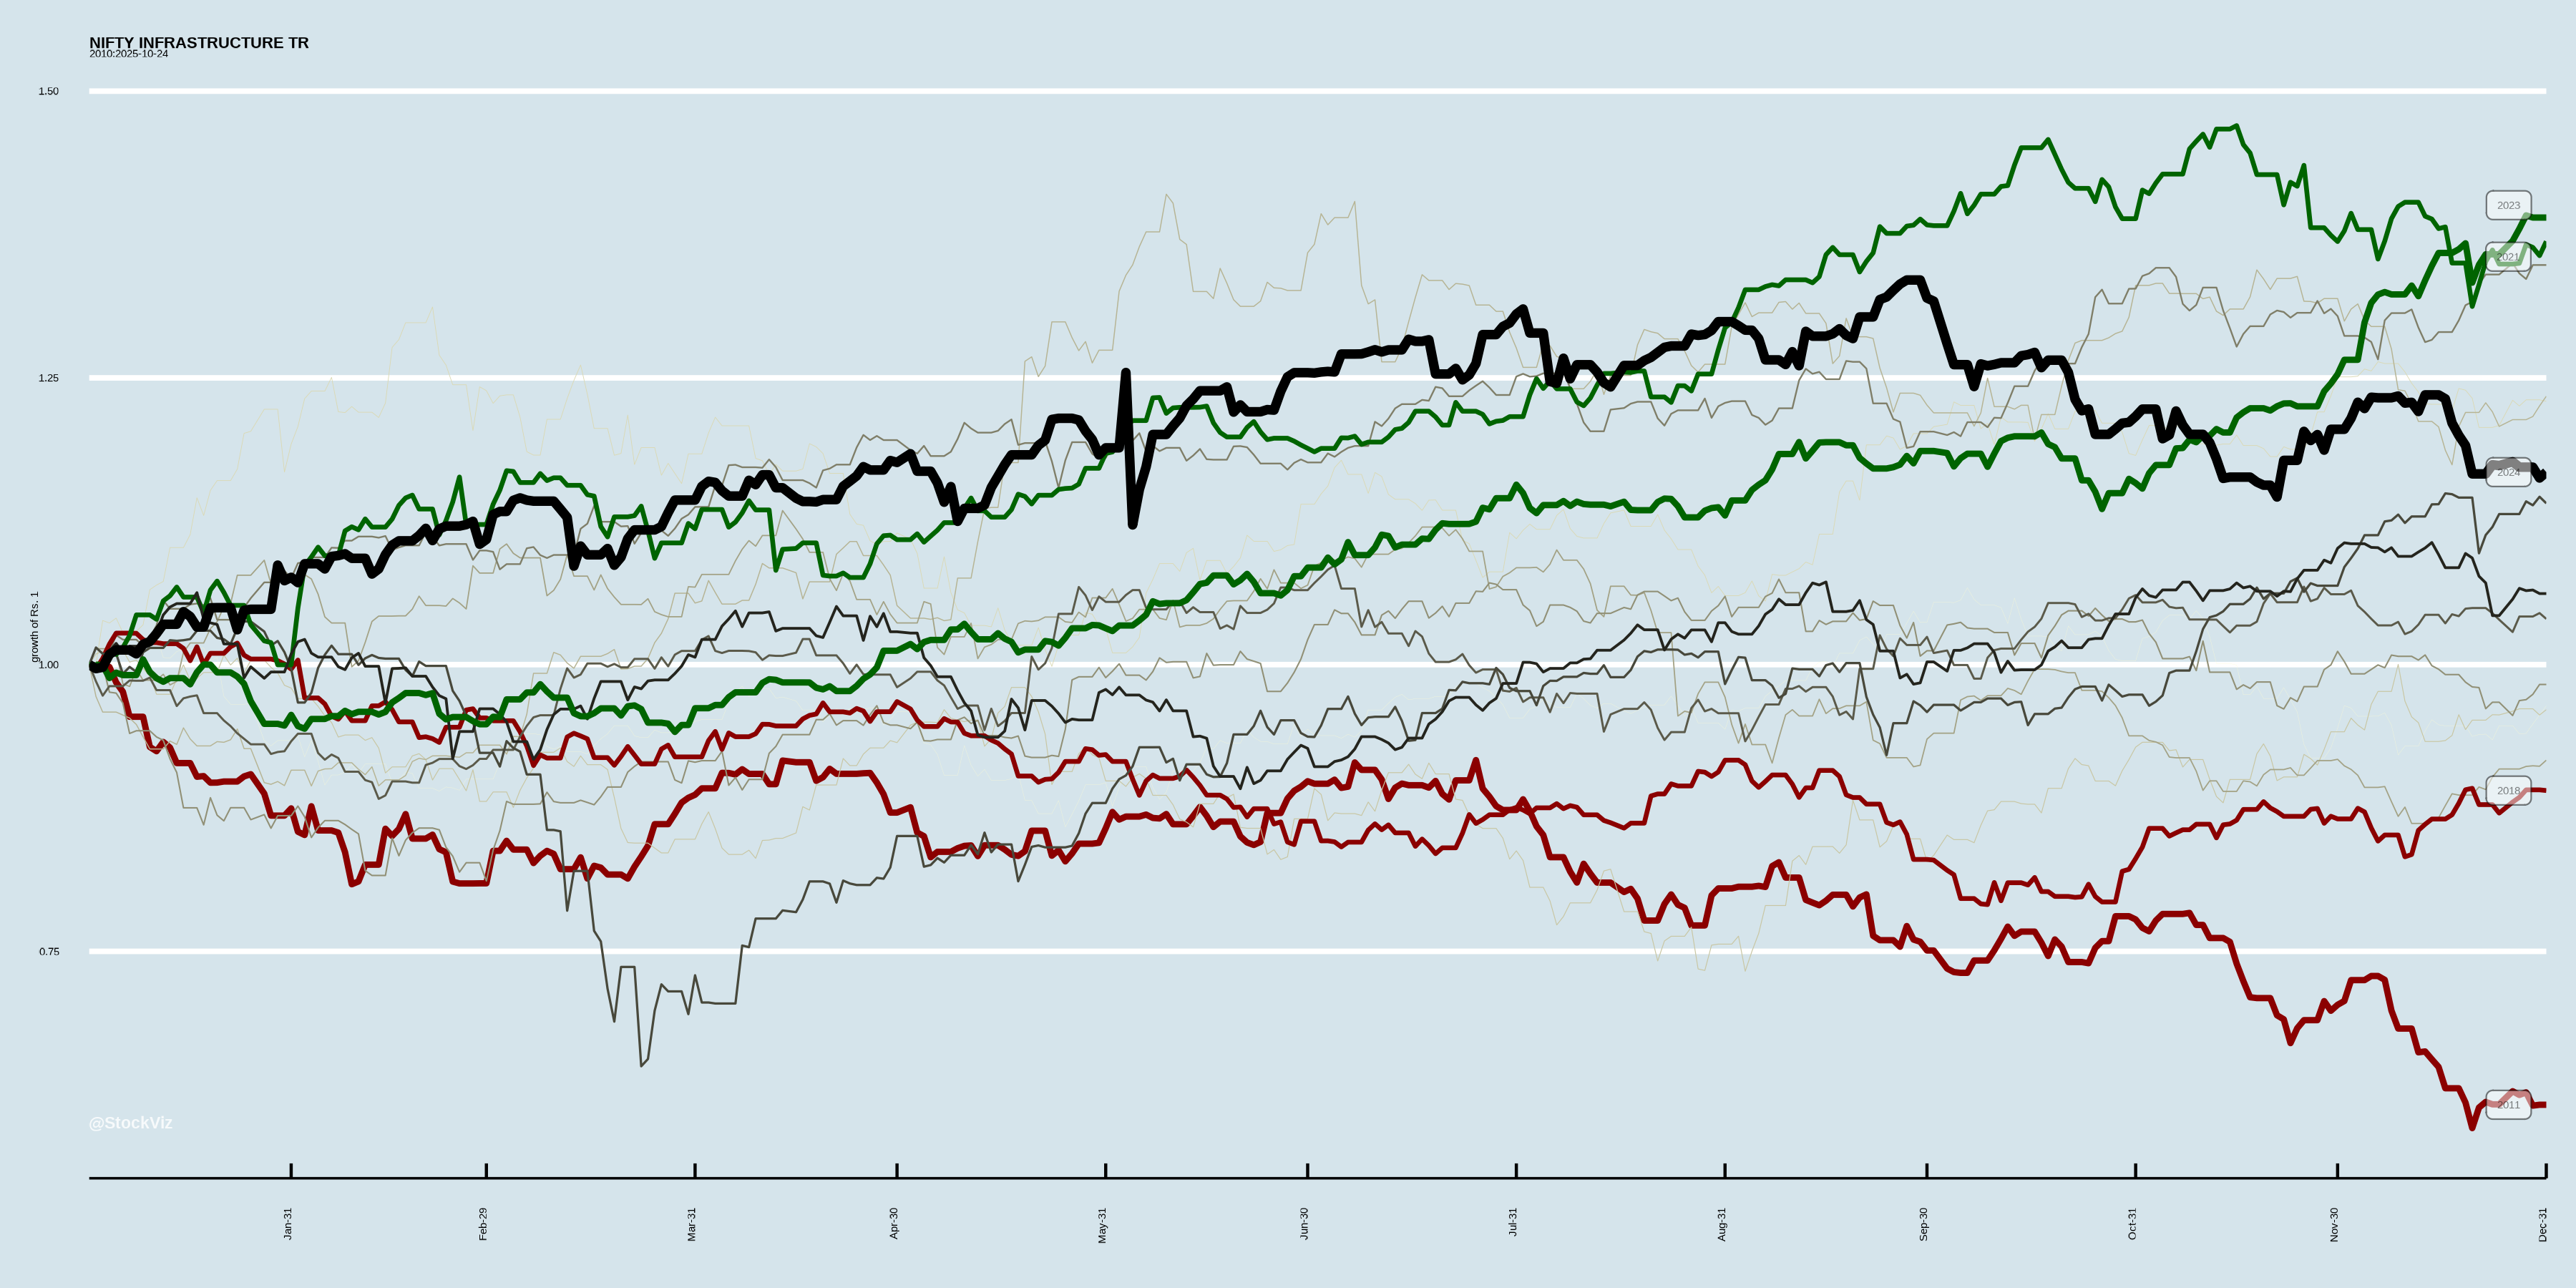 NIFTY INFRASTRUCTURE TR
2010:2025-10-24
1.50
1.25
1.00
0.75
growth of Rs. 1
2023
2021
2024
2018
2011
@StockViz
Jan-31
Feb-29
Mar-31
Apr-30
May-31
Jun-30
Jul-31
Aug-31
Sep-30
Oct-31
Nov-30
Dec-31